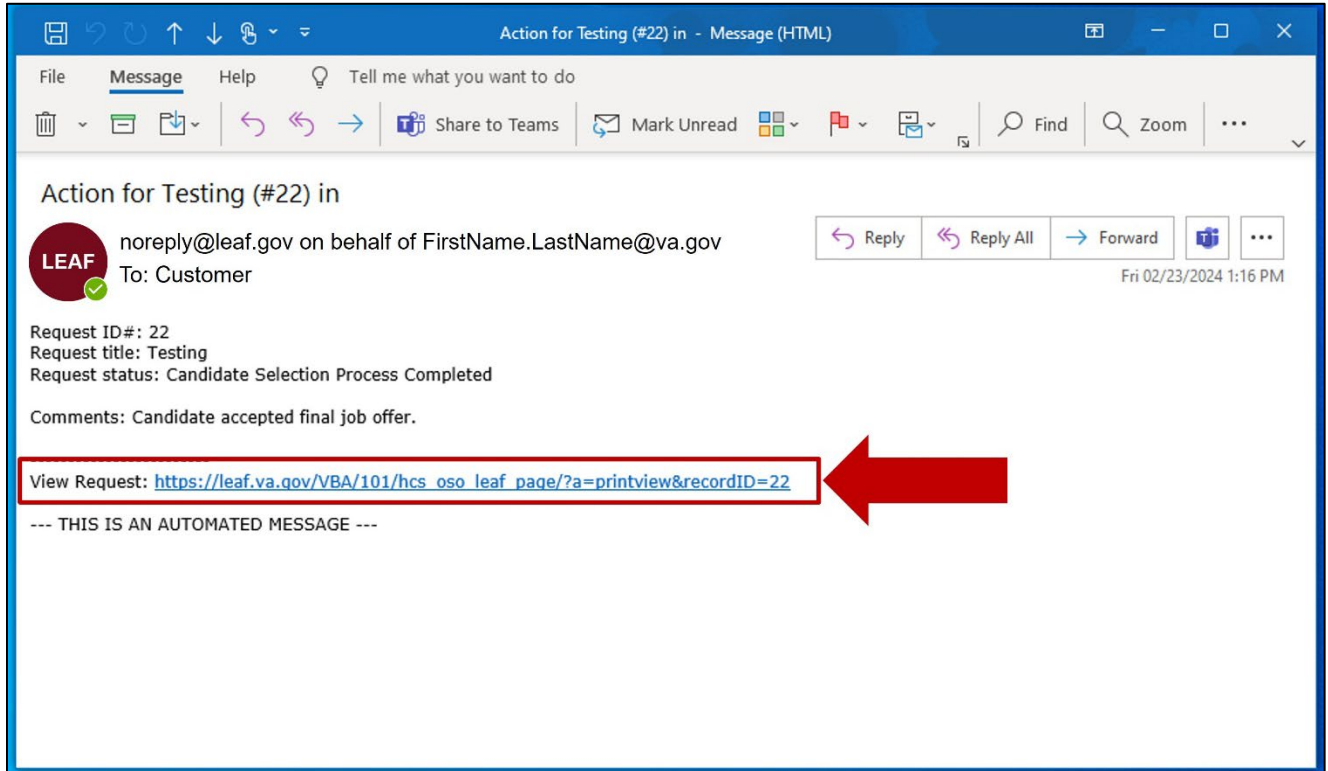 Action for Testing (#22) in - Message (HTML)
File Message Help Tell me what you want to do
Share to Teams Mark Unread Find Zoom
Action for Testing (#22) in
LEAF
noreply@leaf.gov on behalf of FirstName.LastName@va.gov
To: Customer
Reply Reply All Forward
Fri 02/23/2024 1:16 PM
Request ID#: 22
Request title: Testing
Request status: Candidate Selection Process Completed
Comments: Candidate accepted final job offer.
-----------------------
View Request: https://leaf.va.gov/VBA/101/hcs_oso_leaf_page/?a=printview&recordID=22
--- THIS IS AN AUTOMATED MESSAGE ---